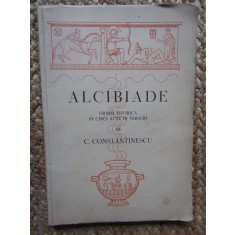 ALCIBIADE
DRAMĂ ISTORICĂ
ÎN CINCI ACTE ÎN VERSURI
DE
C. CONSTANTINESCU